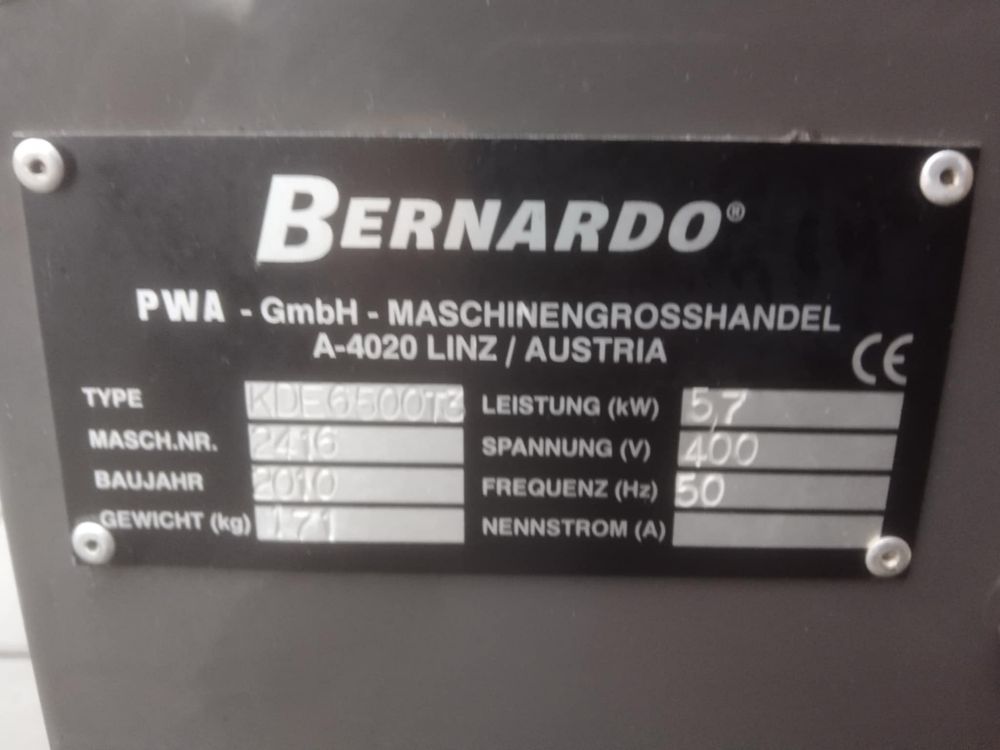 BERNARDO®
PWA - GmbH - MASCHINENGROSSHANDEL
A-4020 LINZ / AUSTRIA
CE
TYPE KDE6500T3 LEISTUNG (kW) 5,7
MASCH.NR. 2416 SPANNUNG (V) 400
BAUJAHR 2010 FREQUENZ (Hz) 50
GEWICHT (kg) 171 NENNSTROM (A)